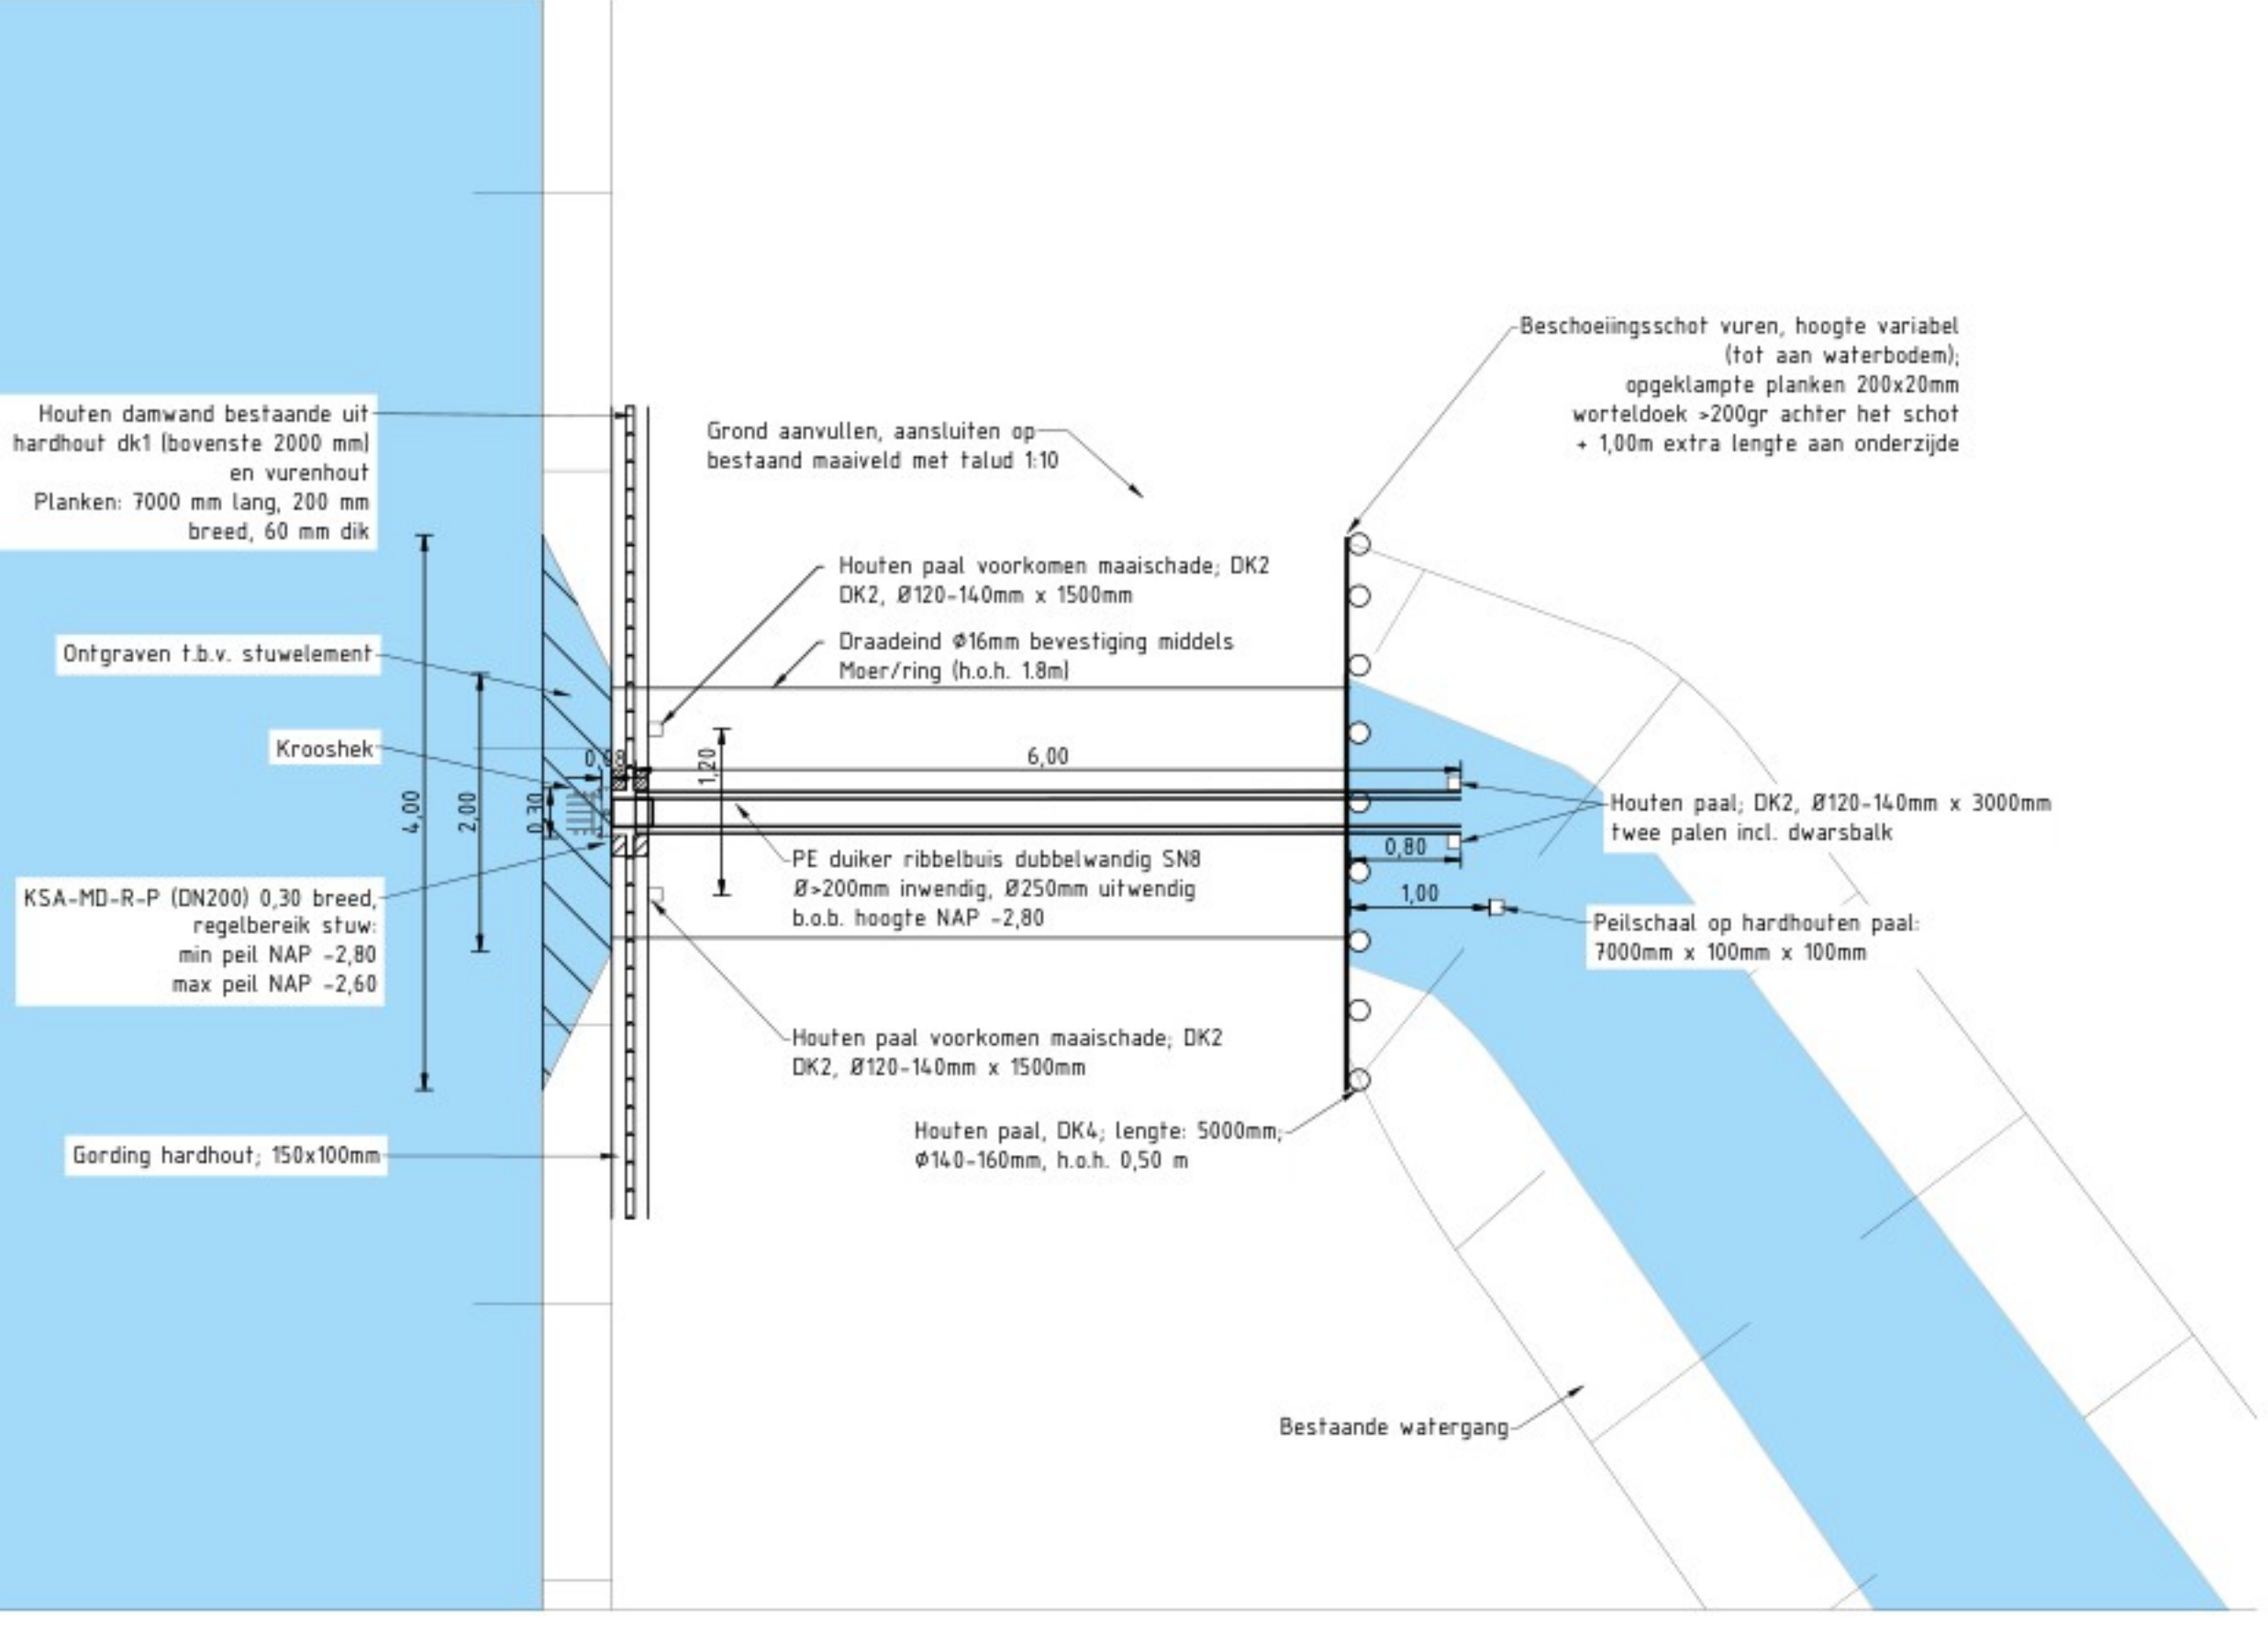 Beschoeiingsschot vuren, hoogte variabel
(tot aan waterbodem);
opgeklampte planken 200x20mm
worteldoek >200gr achter het schot
+ 1,00m extra lengte aan onderzijde
Houten damwand bestaande uit
hardhout dk1 (bovenste 2000 mm)
en vurenhout
Planken: 7000 mm lang, 200 mm
breed, 60 mm dik
Grond aanvullen, aansluiten op
bestaand maaiveld met talud 1:10
Houten paal voorkomen maaischade; DK2
DK2, Ø120-140mm x 1500mm
Draadeind Ø16mm bevestiging middels
Moer/ring (h.o.h. 1.8m)
Ontgraven t.b.v. stuwelement
Krooshek
4,00
2,00
0,30
1,20
6,00
0,80
1,00
Houten paal; DK2, Ø120-140mm x 3000mm
twee palen incl. dwarsbalk
PE duiker ribbelbuis dubbelwandig SN8
Ø>200mm inwendig, Ø250mm uitwendig
b.o.b. hoogte NAP -2,80
KSA-MD-R-P (DN200) 0,30 breed,
regelbereik stuw:
min peil NAP -2,80
max peil NAP -2,60
Peilschaal op hardhouten paal:
7000mm x 100mm x 100mm
Houten paal voorkomen maaischade; DK2
DK2, Ø120-140mm x 1500mm
Houten paal, DK4; lengte: 5000mm;
Ø140-160mm, h.o.h. 0,50 m
Gording hardhout; 150x100mm
Bestaande watergang